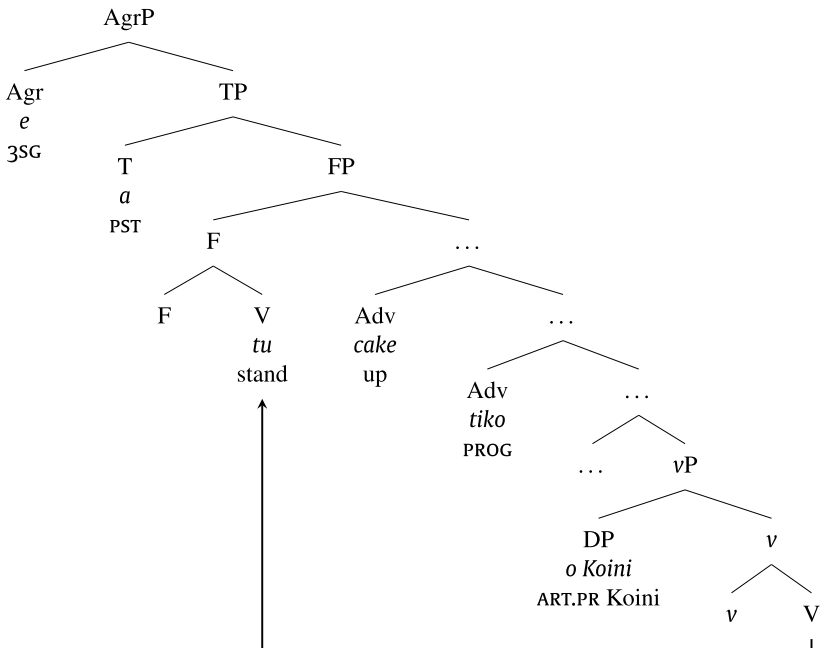 AgrP
Agr TP
e
3SG T FP
a
PST F …
F V Adv …
tu cake
stand up Adv …
tiko
PROG … vP
DP v
o Koini
ART.PR Koini v V